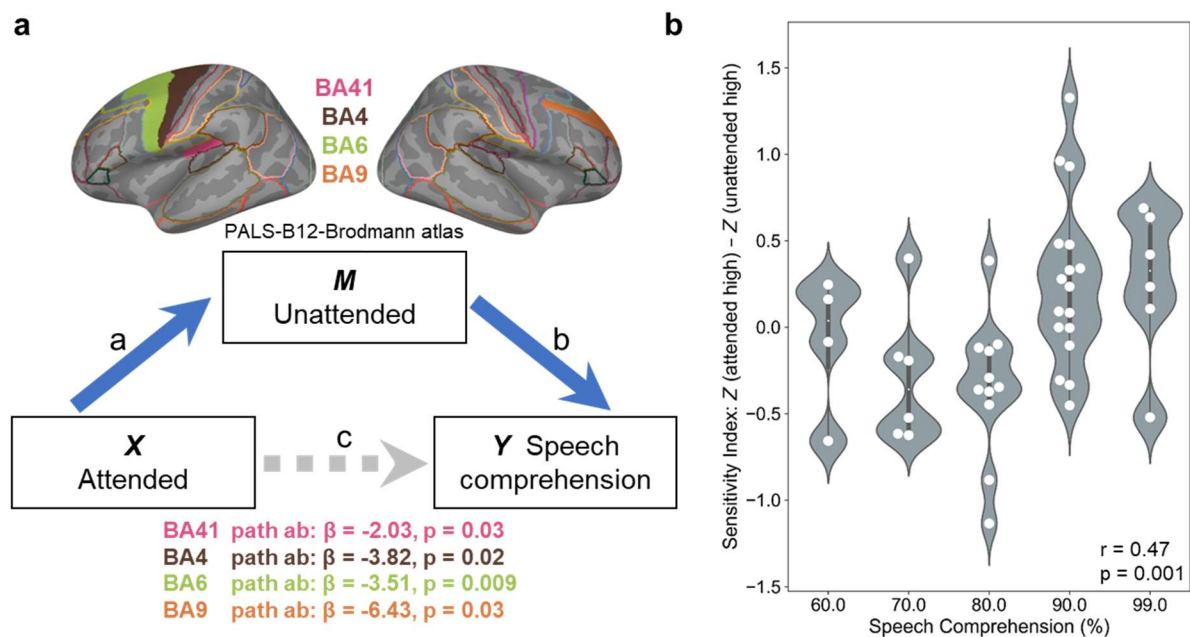 a
BA41
BA4
BA6
BA9
PALS-B12-Brodmann atlas
M
Unattended
a
b
X
Attended
c
Y Speech
comprehension
BA41 path ab: β = -2.03, p = 0.03
BA4 path ab: β = -3.82, p = 0.02
BA6 path ab: β = -3.51, p = 0.009
BA9 path ab: β = -6.43, p = 0.03
b
Sensitivity Index: Z (attended high) – Z (unattended high)
1.5
1.0
0.5
0.0
−0.5
−1.0
−1.5
r = 0.47
p = 0.001
60.0 70.0 80.0 90.0 99.0
Speech Comprehension (%)